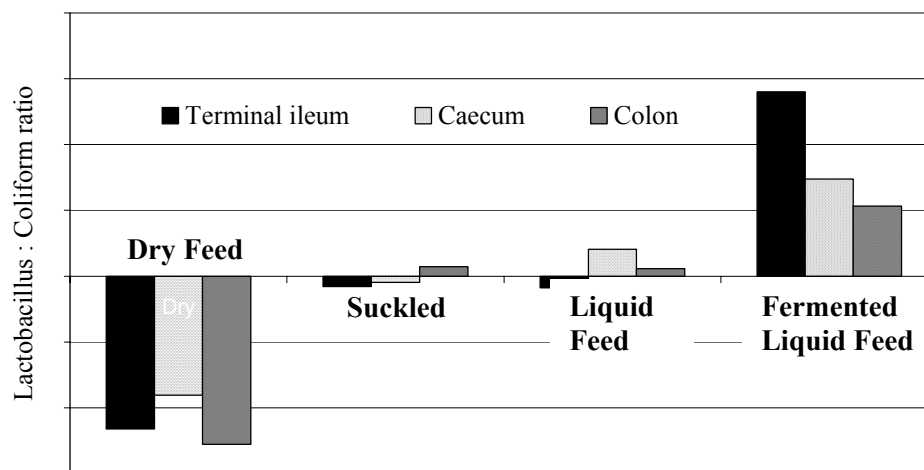 Lactobacillus : Coliform ratio
Terminal ileum
Caecum
Colon
Dry Feed
Dry
Suckled
Liquid
Feed
Fermented
Liquid Feed